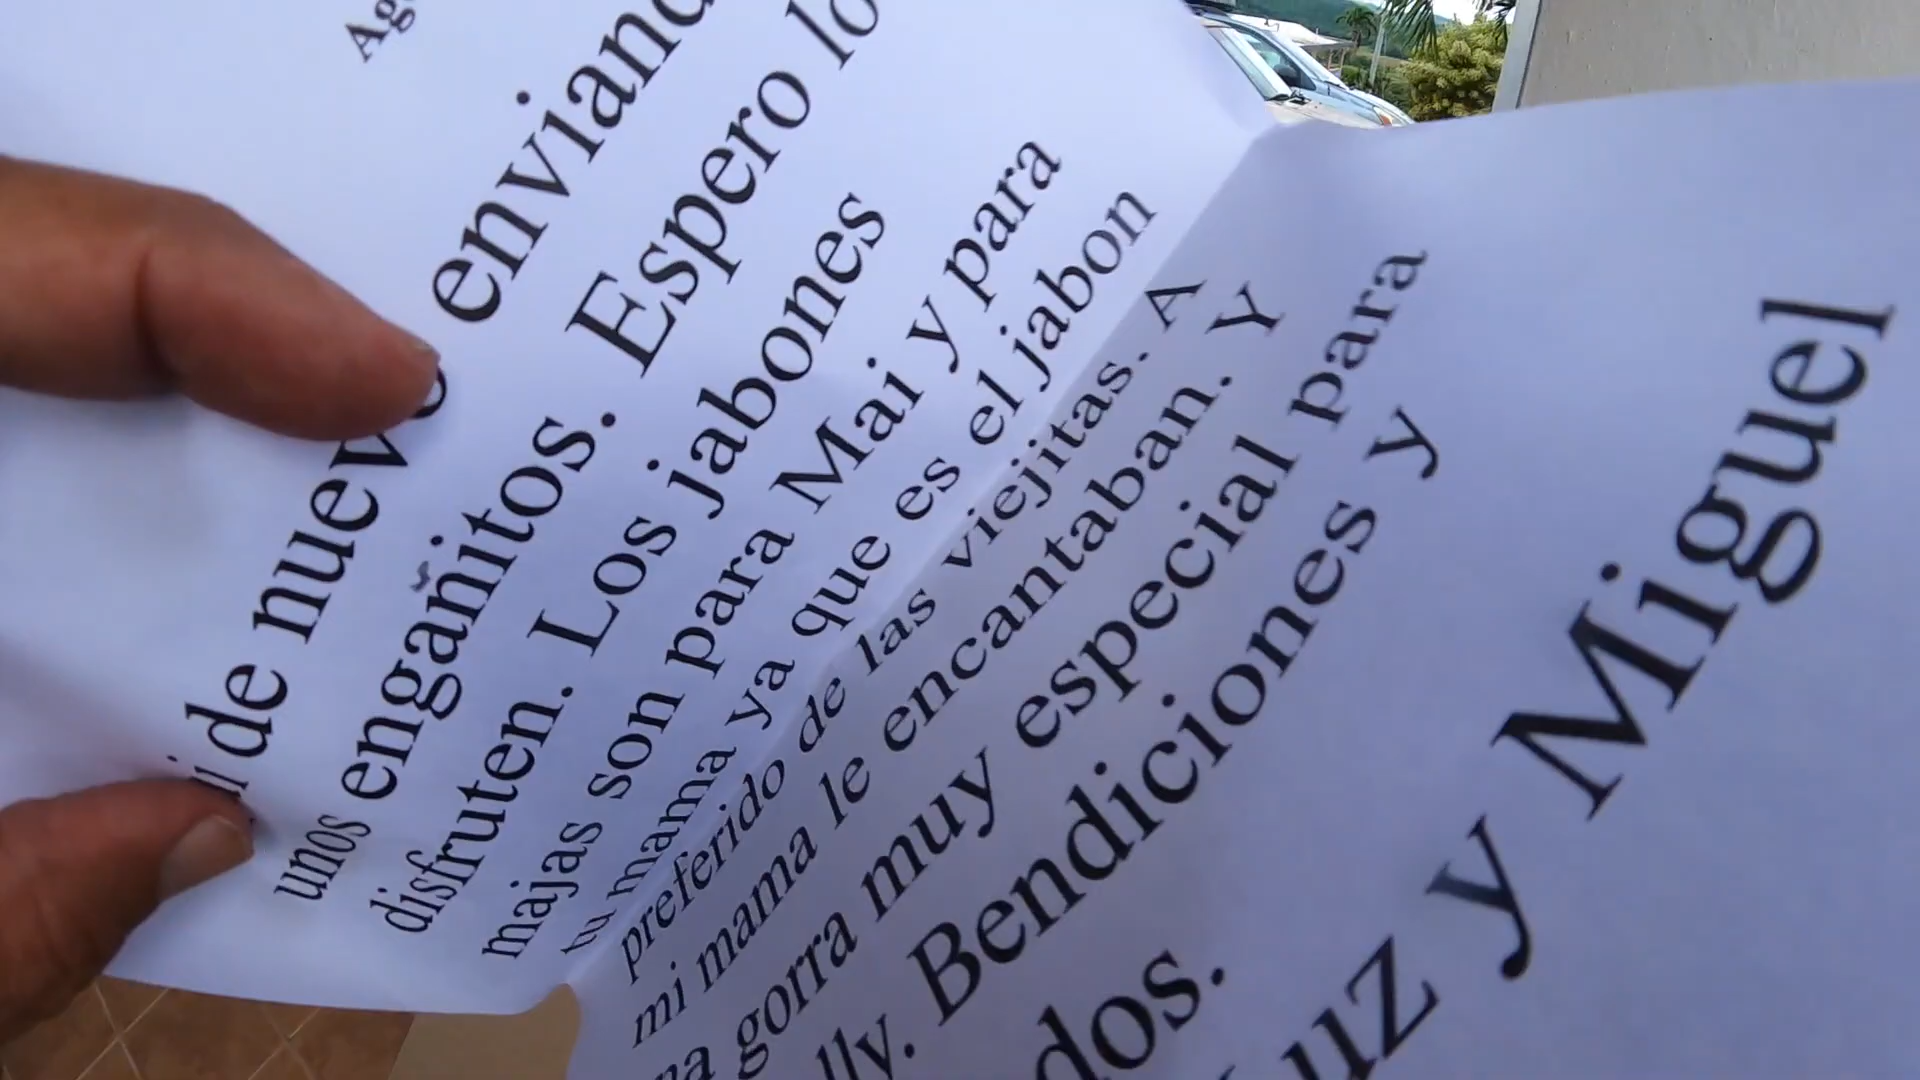 Ag
de nuevo enviand
unos engañitos. Espero lo
disfruten. Los jabones
majas son para Mai y para
tu mama ya que es el jabon
preferido de las viejitas. A
mi mama le encantaban. Y
na gorra muy especial para
lly. Bendiciones y
dos.
uz y Miguel